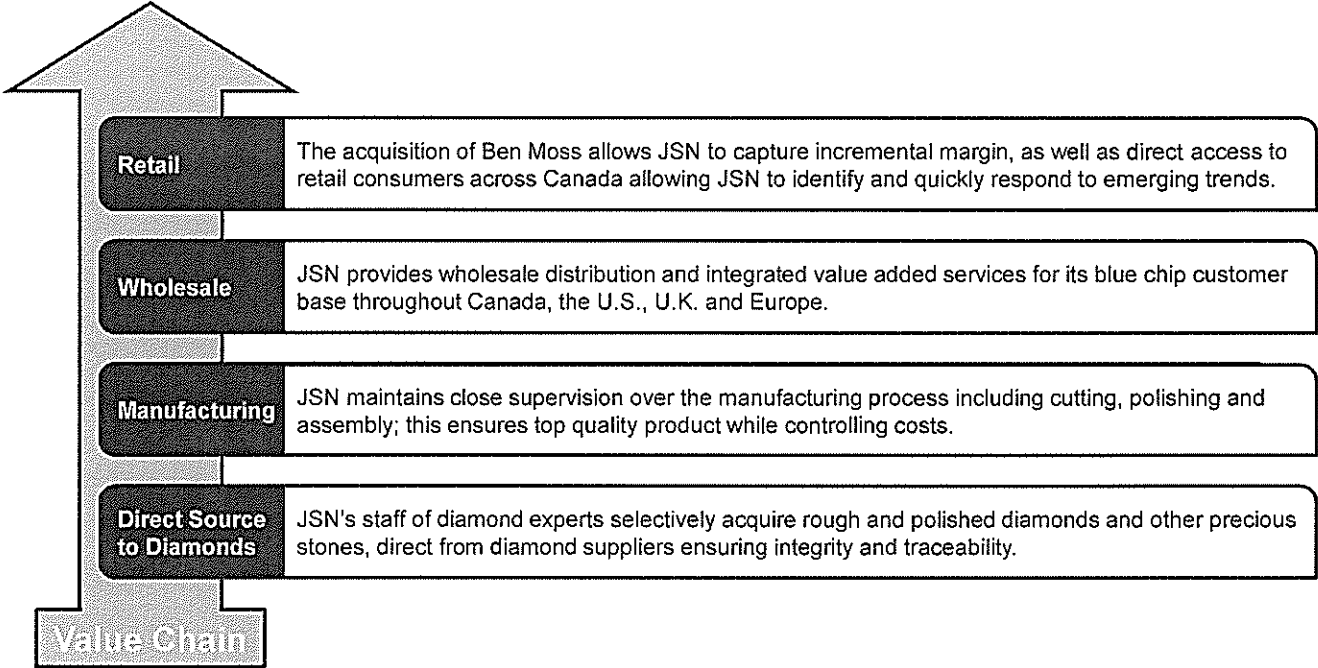 Retail
The acquisition of Ben Moss allows JSN to capture incremental margin, as well as direct access to
retail consumers across Canada allowing JSN to identify and quickly respond to emerging trends.
Wholesale
JSN provides wholesale distribution and integrated value added services for its blue chip customer
base throughout Canada, the U.S., U.K. and Europe.
Manufacturing
JSN maintains close supervision over the manufacturing process including cutting, polishing and
assembly; this ensures top quality product while controlling costs.
Direct Source
to Diamonds
JSN's staff of diamond experts selectively acquire rough and polished diamonds and other precious
stones, direct from diamond suppliers ensuring integrity and traceability.
Value Chain